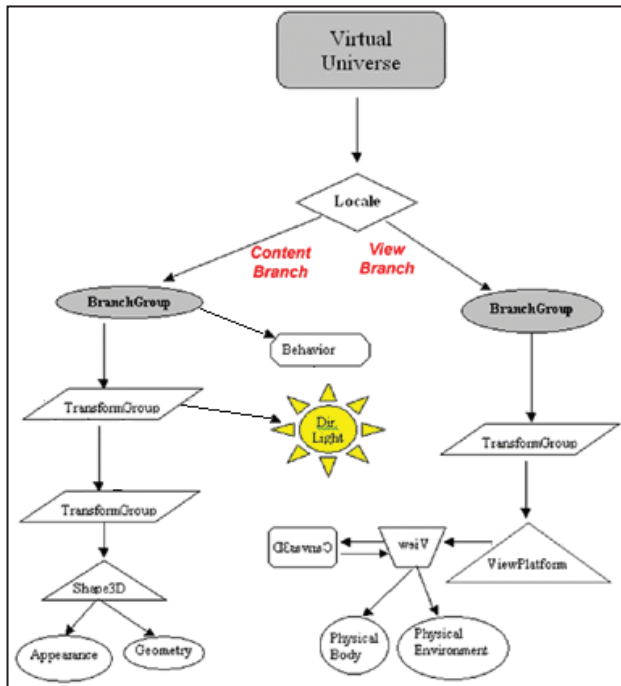 Virtual
Universe
Locale
Content
Branch
View
Branch
BranchGroup
BranchGroup
Behavior
TransformGroup
Dir.
Light
TransformGroup
TransformGroup
Canvas3D
View
ViewPlatform
Shape3D
Appearance
Geometry
Physical
Body
Physical
Environment